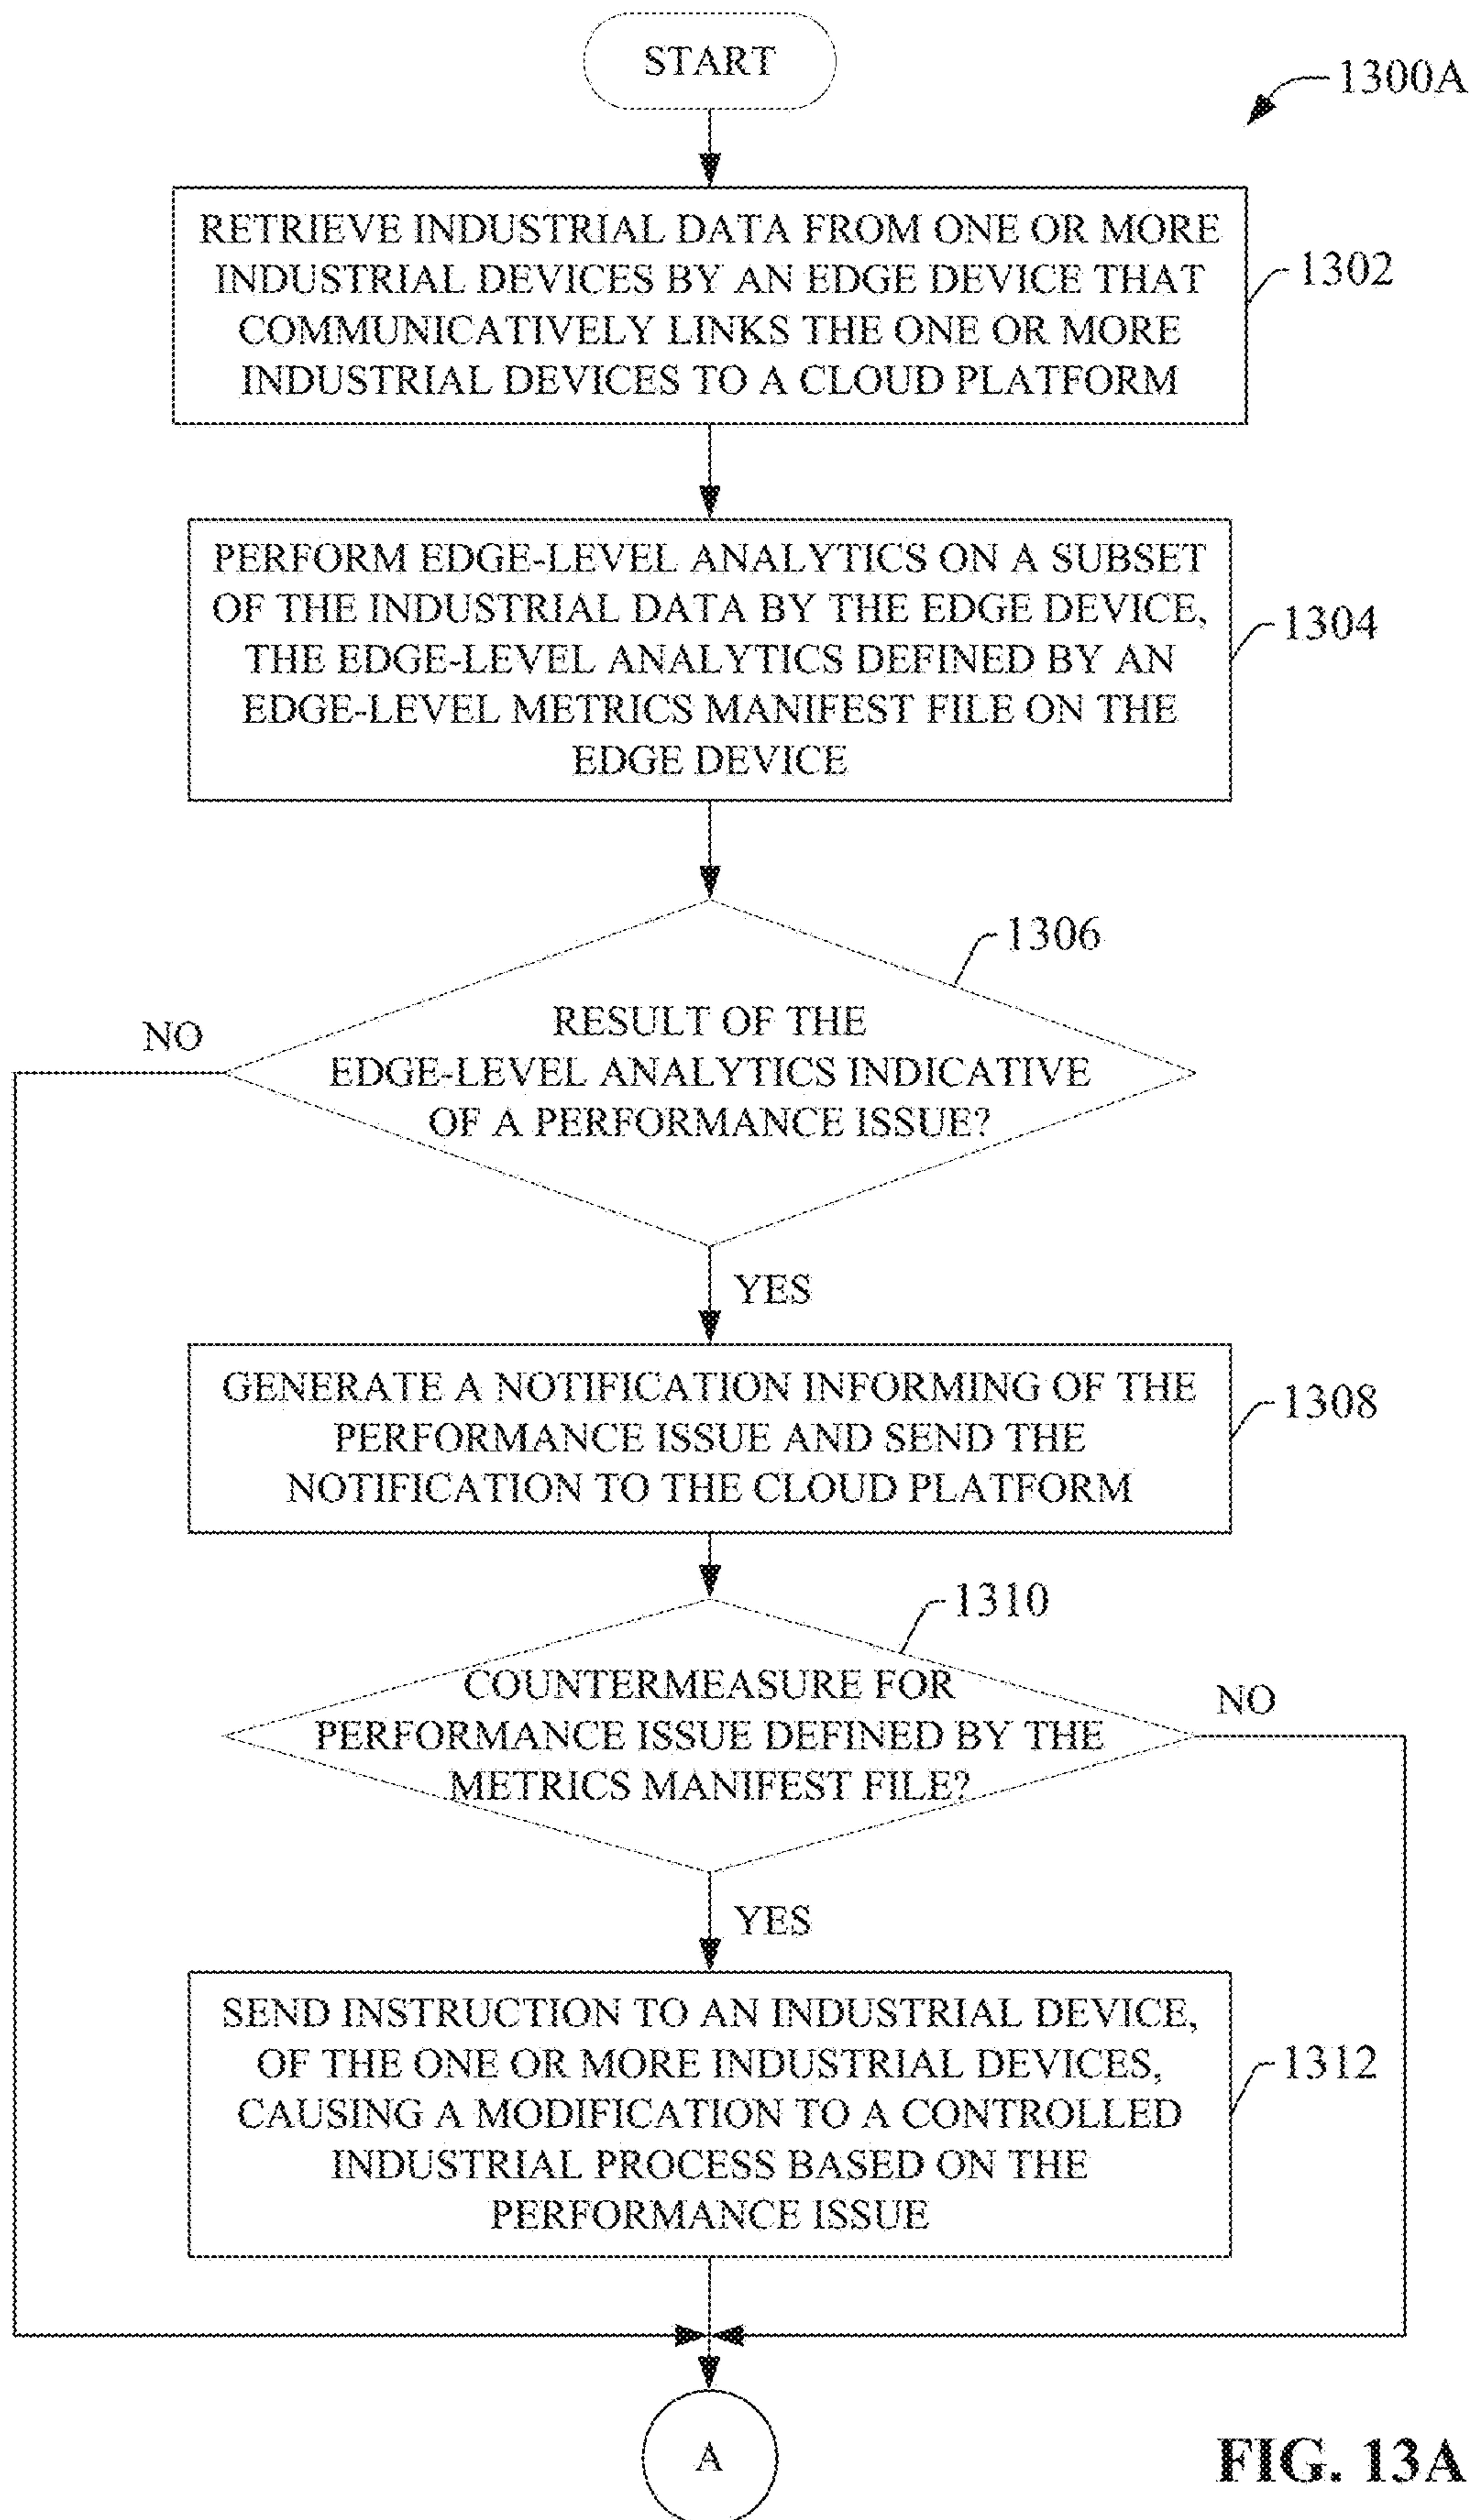 START
1300A
RETRIEVE INDUSTRIAL DATA FROM ONE OR MORE
INDUSTRIAL DEVICES BY AN EDGE DEVICE THAT
COMMUNICATIVELY LINKS THE ONE OR MORE
INDUSTRIAL DEVICES TO A CLOUD PLATFORM
1302
PERFORM EDGE-LEVEL ANALYTICS ON A SUBSET
OF THE INDUSTRIAL DATA BY THE EDGE DEVICE,
THE EDGE-LEVEL ANALYTICS DEFINED BY AN
EDGE-LEVEL METRICS MANIFEST FILE ON THE
EDGE DEVICE
1304
1306
RESULT OF THE
EDGE-LEVEL ANALYTICS INDICATIVE
OF A PERFORMANCE ISSUE?
NO
YES
GENERATE A NOTIFICATION INFORMING OF THE
PERFORMANCE ISSUE AND SEND THE
NOTIFICATION TO THE CLOUD PLATFORM
1308
1310
COUNTERMEASURE FOR
PERFORMANCE ISSUE DEFINED BY THE
METRICS MANIFEST FILE?
NO
YES
SEND INSTRUCTION TO AN INDUSTRIAL DEVICE,
OF THE ONE OR MORE INDUSTRIAL DEVICES,
CAUSING A MODIFICATION TO A CONTROLLED
INDUSTRIAL PROCESS BASED ON THE
PERFORMANCE ISSUE
1312
A
FIG. 13A